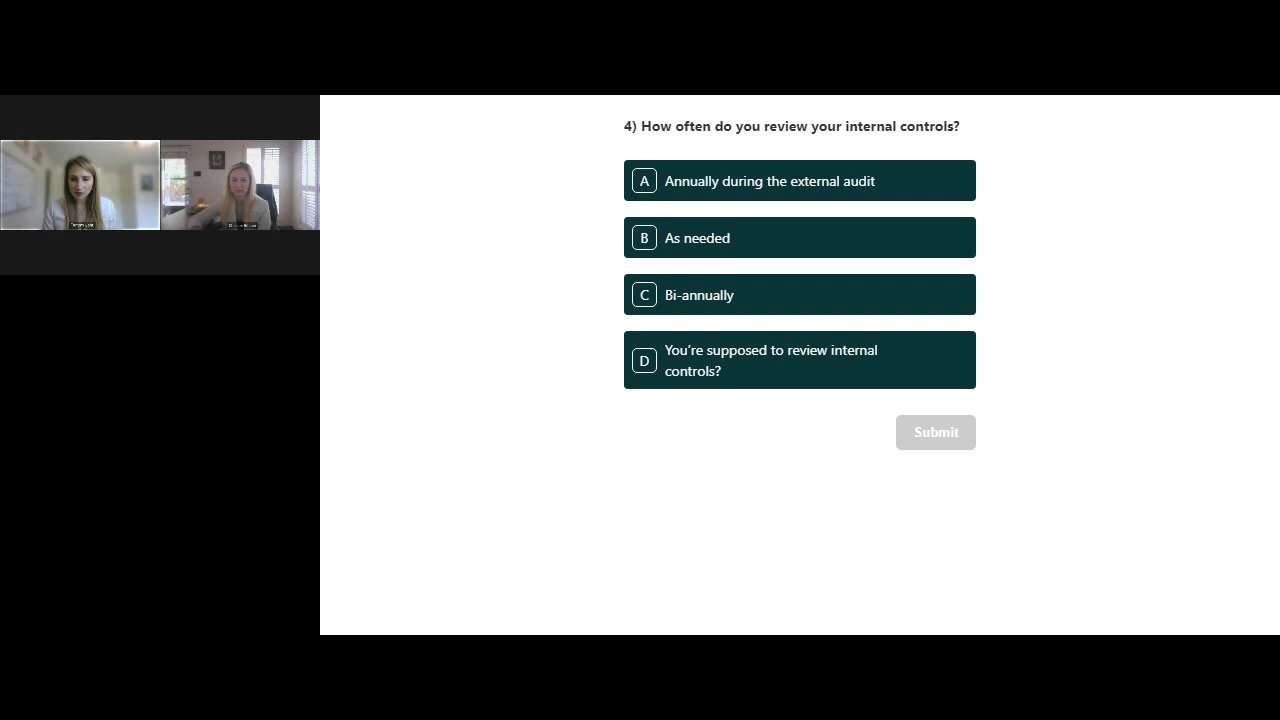 4) How often do you review your internal controls?
A Annually during the external audit
B As needed
C Bi-annually
D You're supposed to review internal
controls?
Submit